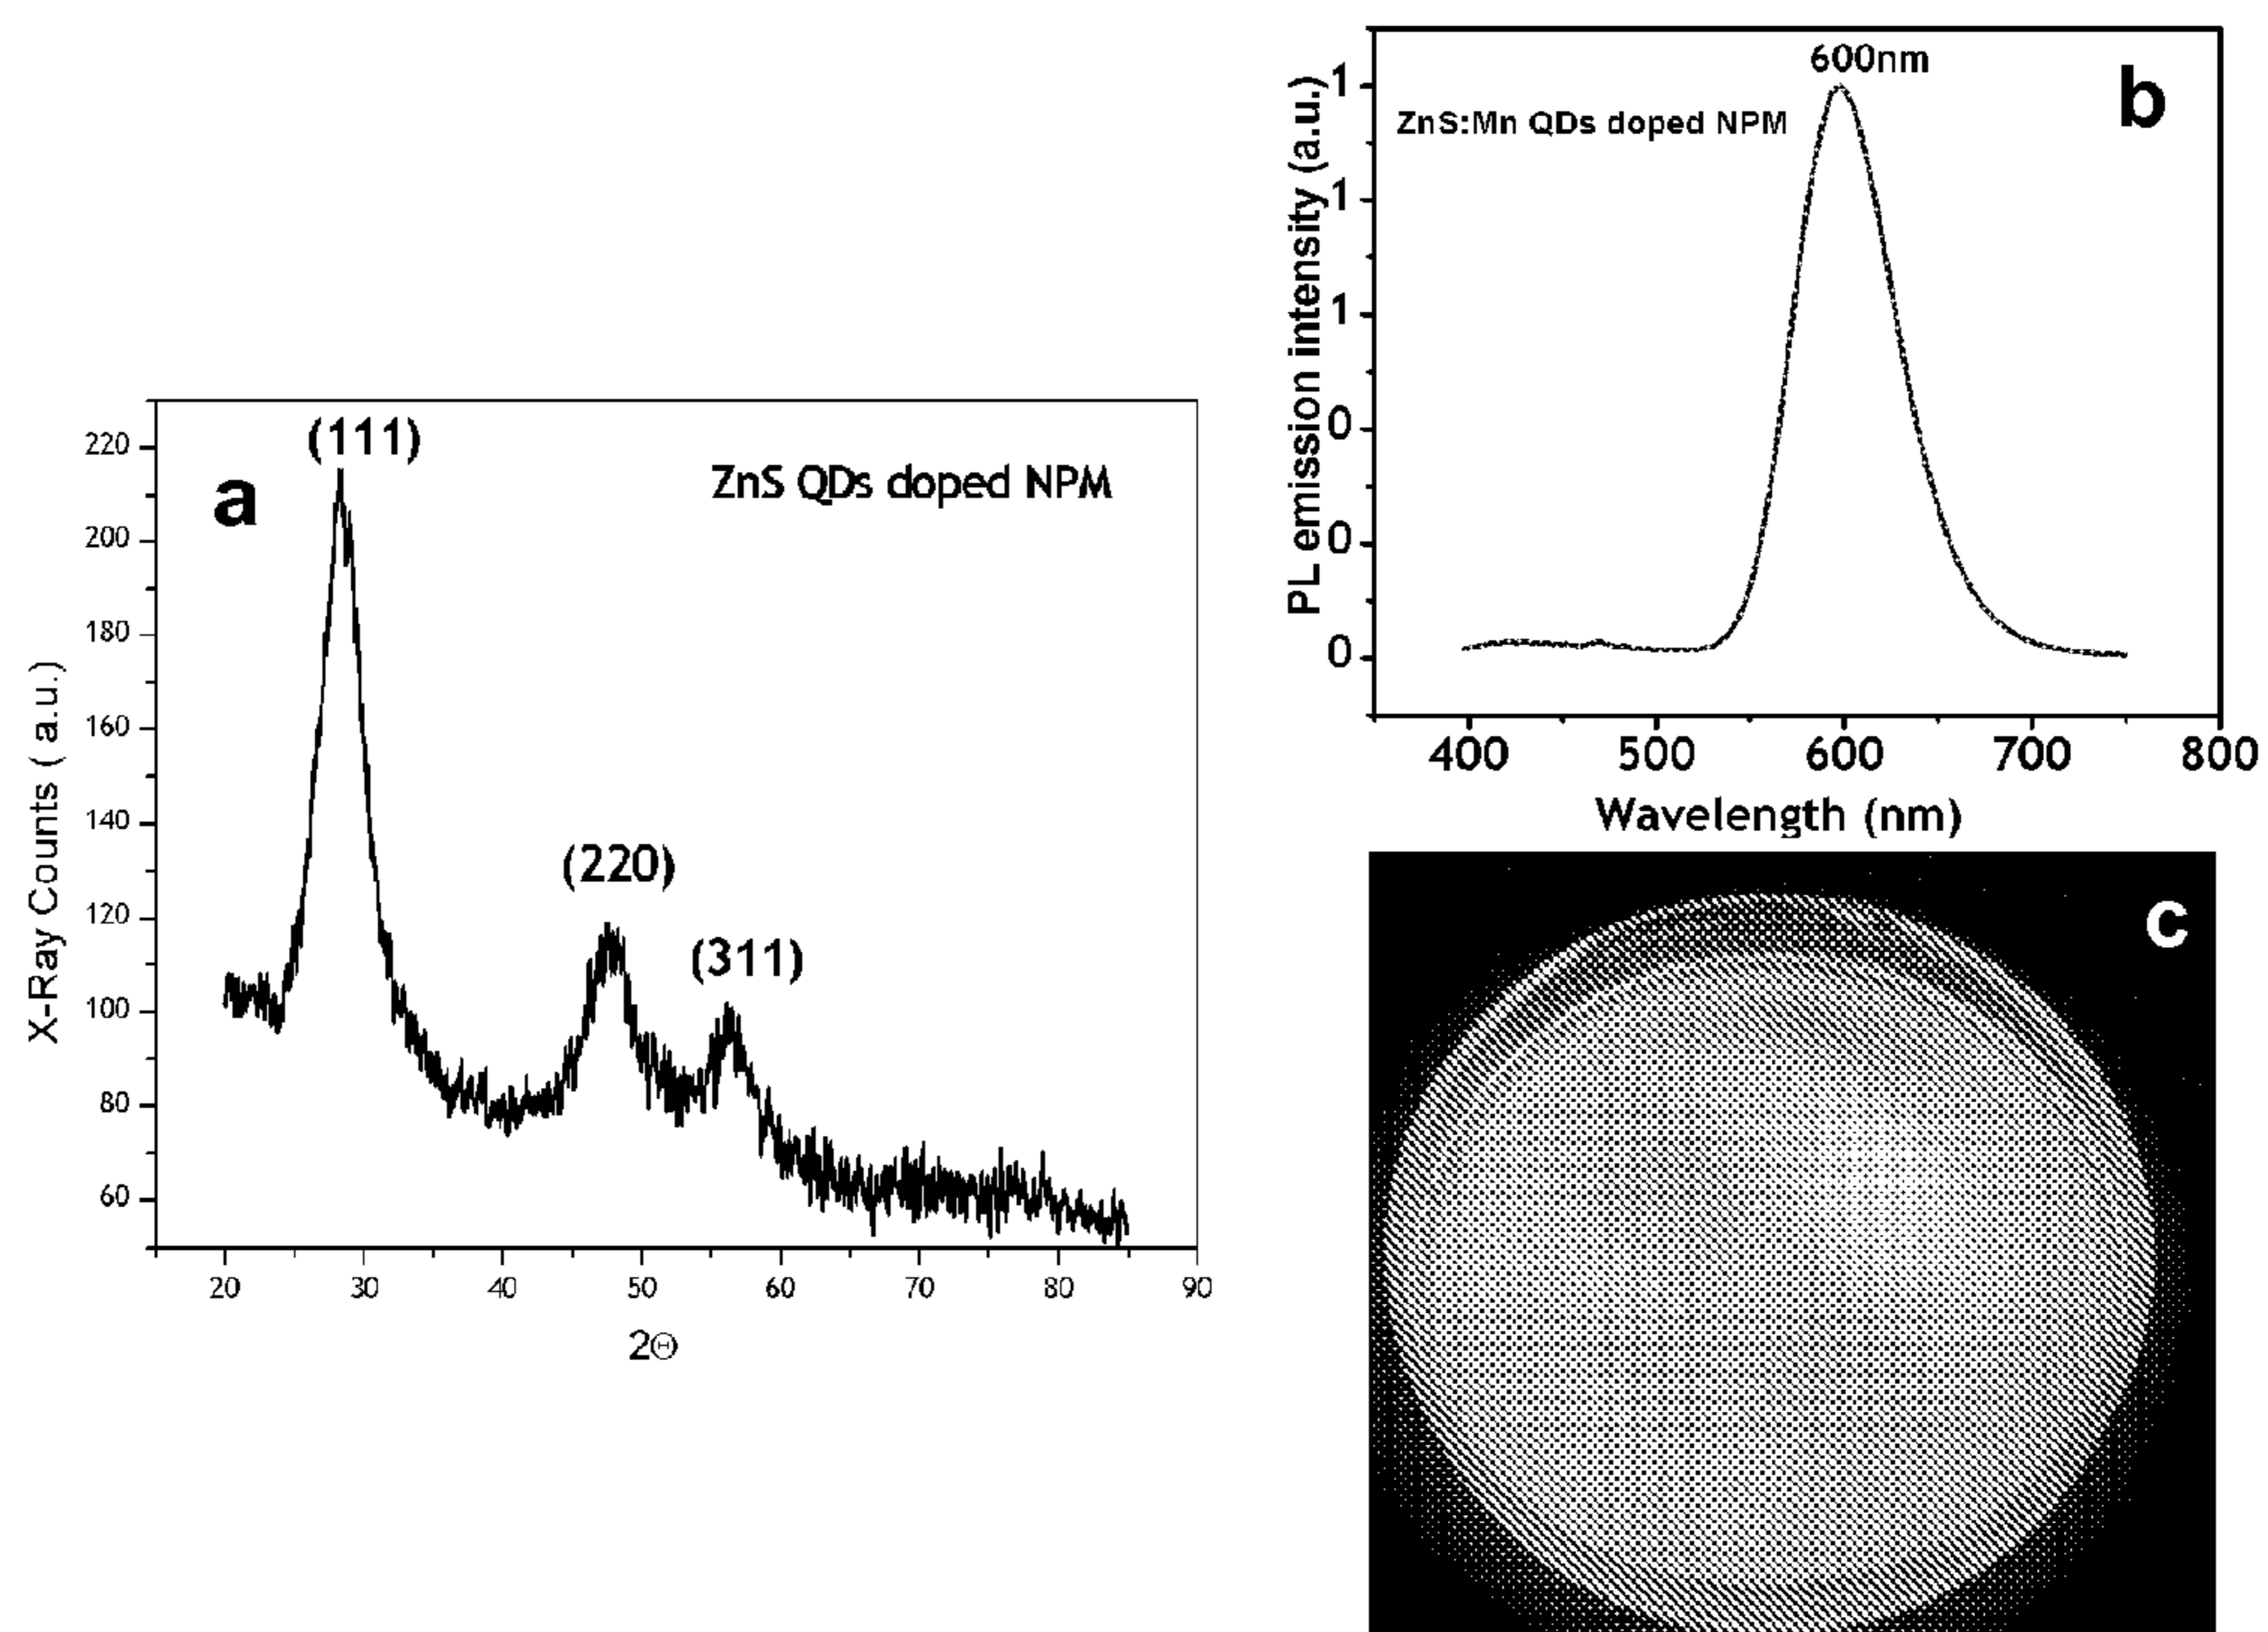 220
200
180
160
140
120
100
80
60
X-Ray Counts ( a.u.)
a
(111)
(220)
(311)
ZnS QDs doped NPM
20 30 40 50 60 70 80 90
2Θ
600nm
b
ZnS:Mn QDs doped NPM
PL emission intensity (a.u.)
1
1
1
0
0
0
400 500 600 700 800
Wavelength (nm)
c